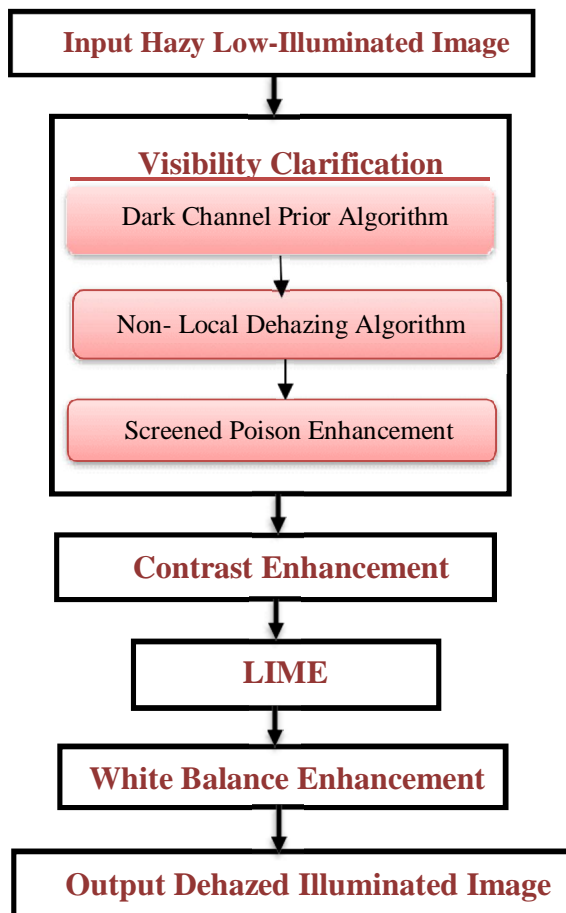 Input Hazy Low-Illuminated Image
Visibility Clarification
Dark Channel Prior Algorithm
Non- Local Dehazing Algorithm
Screened Poison Enhancement
Contrast Enhancement
LIME
White Balance Enhancement
Output Dehazed Illuminated Image